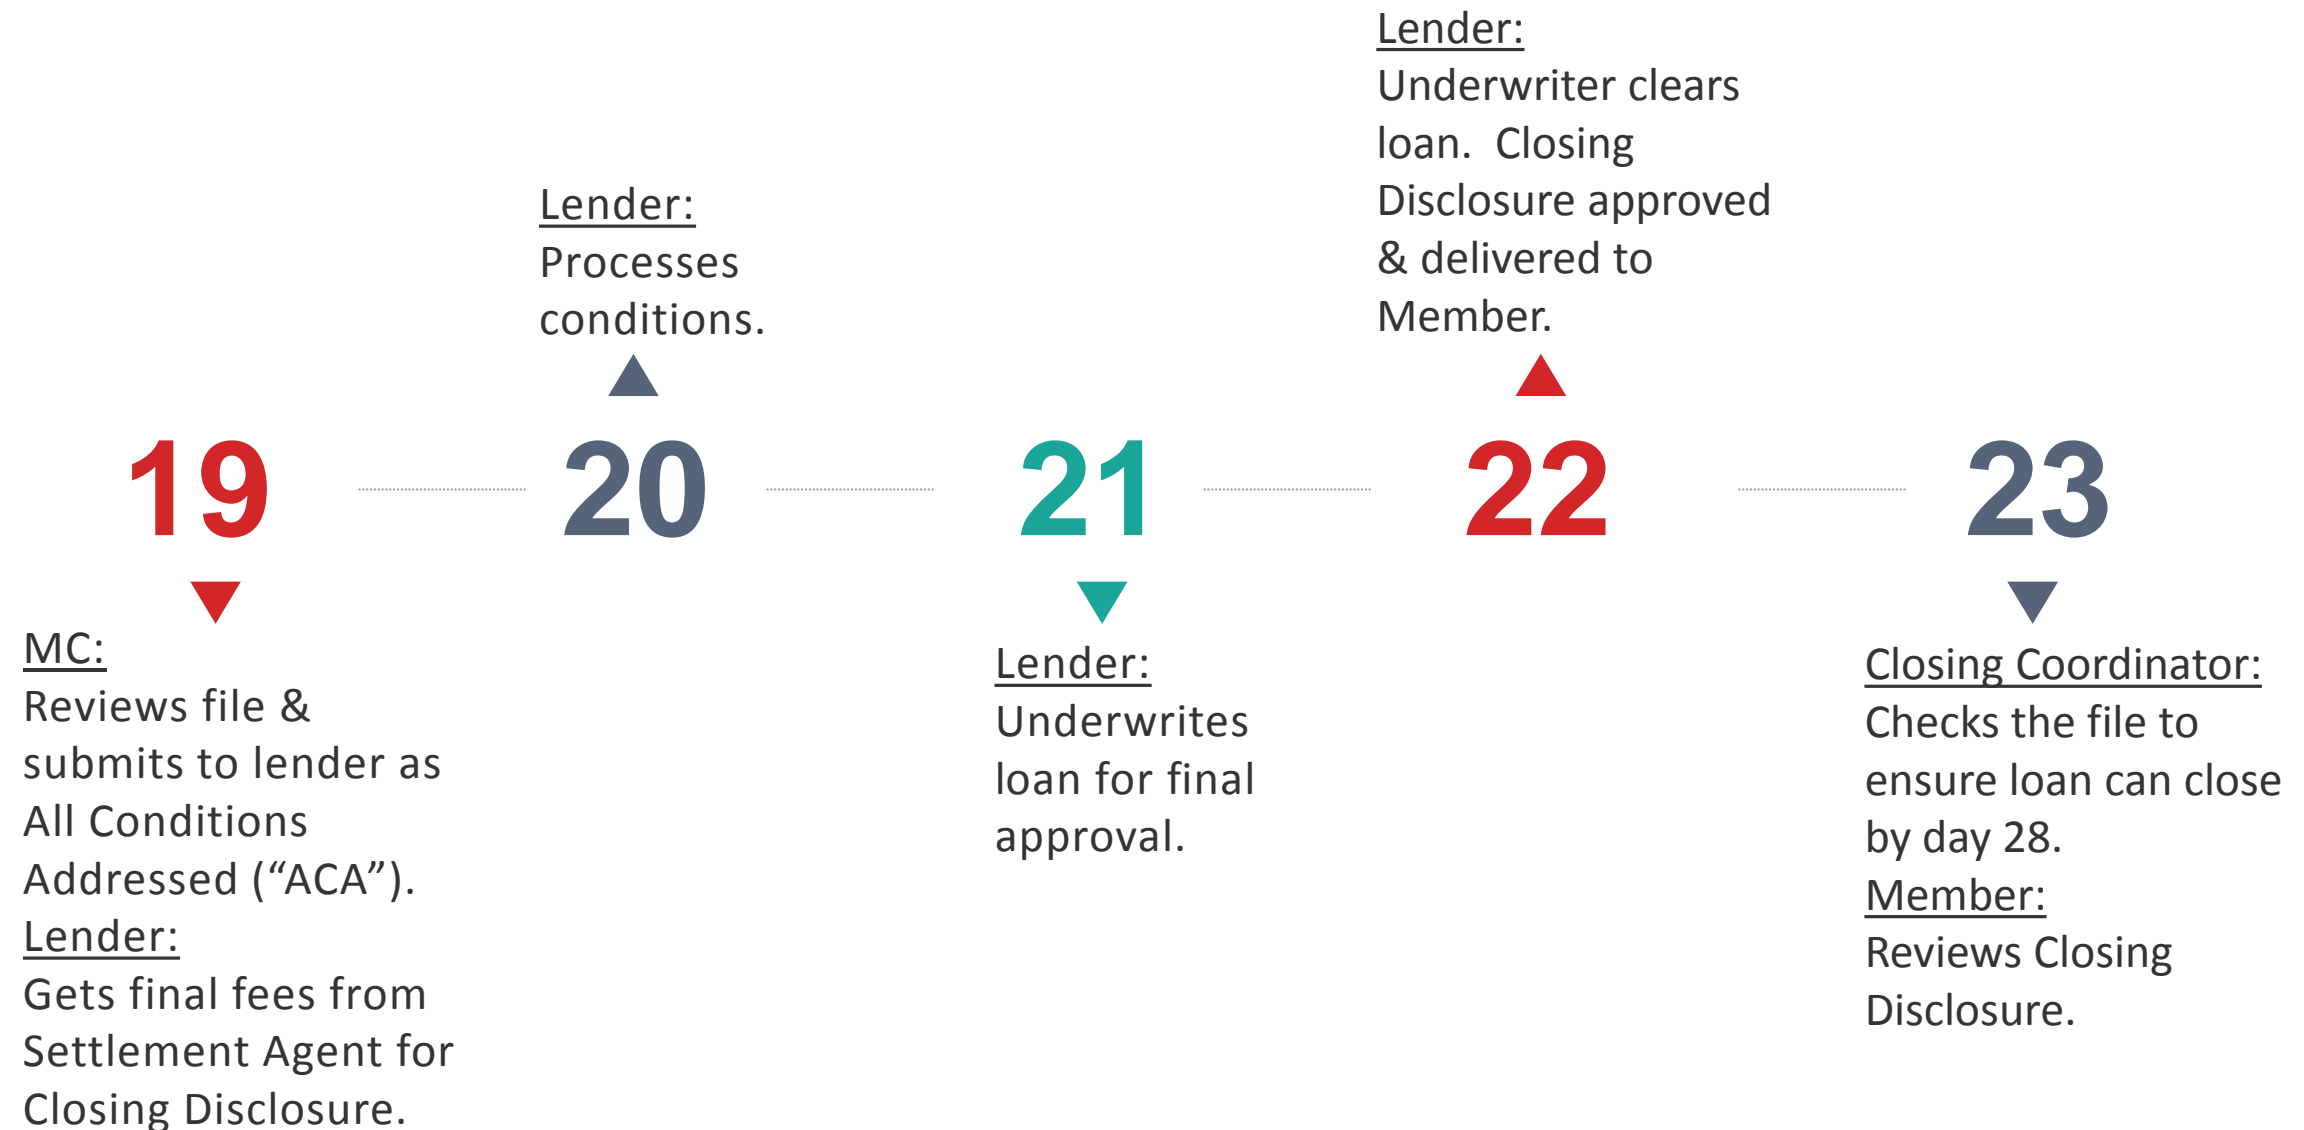 19
MC:
Reviews file &
submits to lender as
All Conditions
Addressed (“ACA”).
Lender:
Gets final fees from
Settlement Agent for
Closing Disclosure.
Lender:
Processes
conditions.
20
21
Lender:
Underwrites
loan for final
approval.
Lender:
Underwriter clears
loan.  Closing
Disclosure approved
& delivered to
Member.
22
23
Closing Coordinator:
Checks the file to
ensure loan can close
by day 28.
Member:
Reviews Closing
Disclosure.